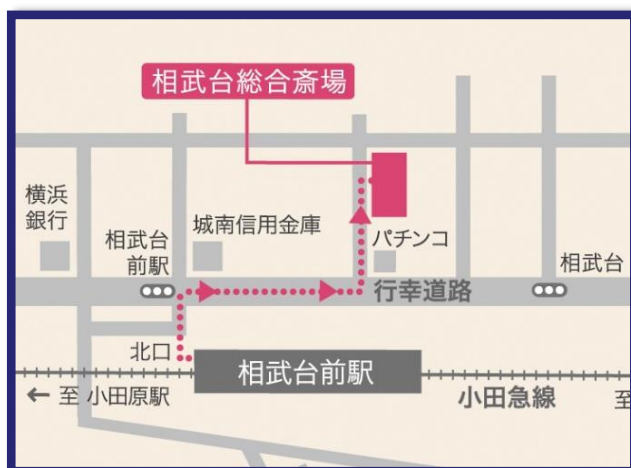 相武台総合斎場
横浜
銀行
相武台
前駅
城南信用金庫
パチンコ
相武台
行幸道路
北口
相武台前駅
← 至 小田原駅
小田急線
至